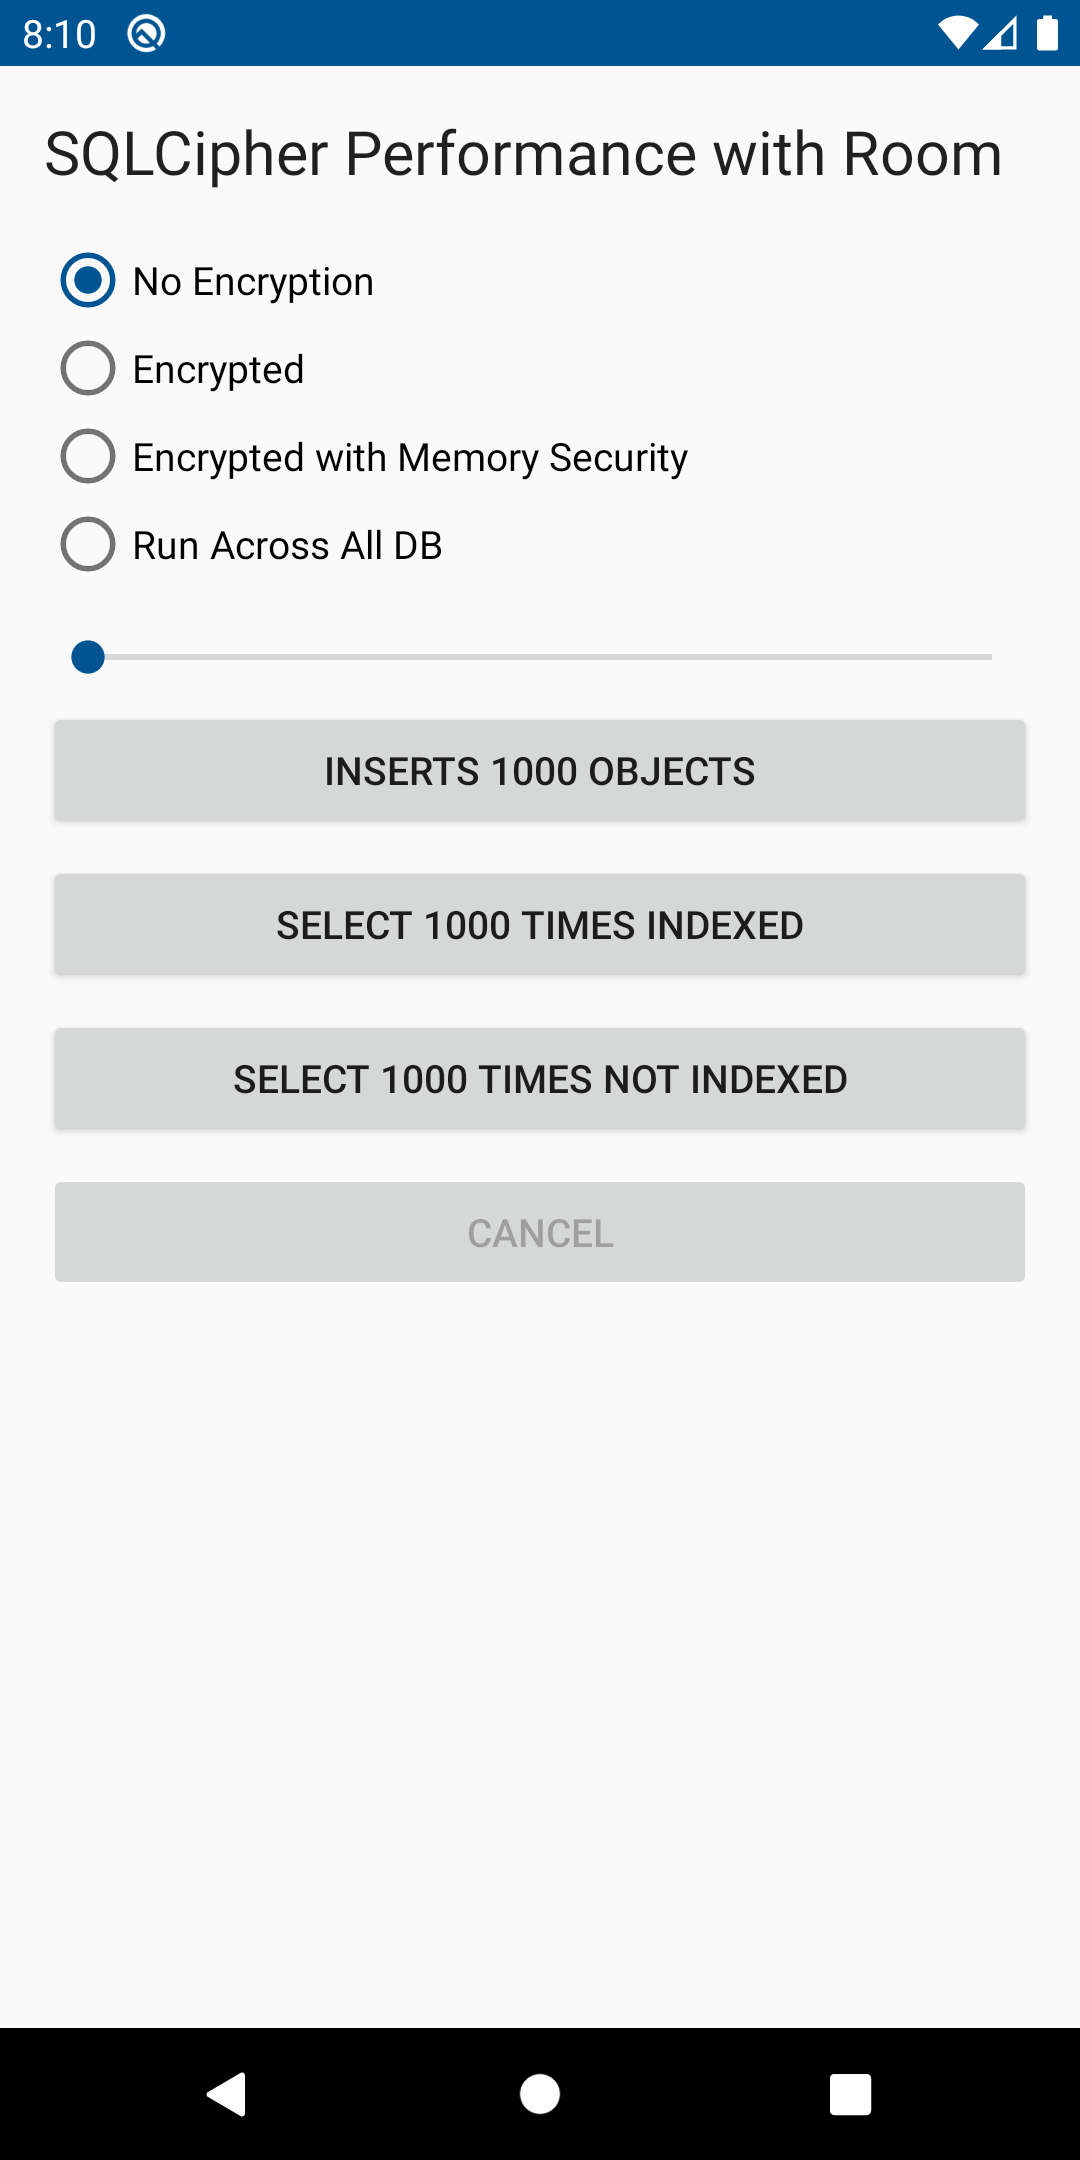 8:10
SQLCipher Performance with Room
No Encryption
Encrypted
Encrypted with Memory Security
Run Across All DB
INSERTS 1000 OBJECTS
SELECT 1000 TIMES INDEXED
SELECT 1000 TIMES NOT INDEXED
CANCEL